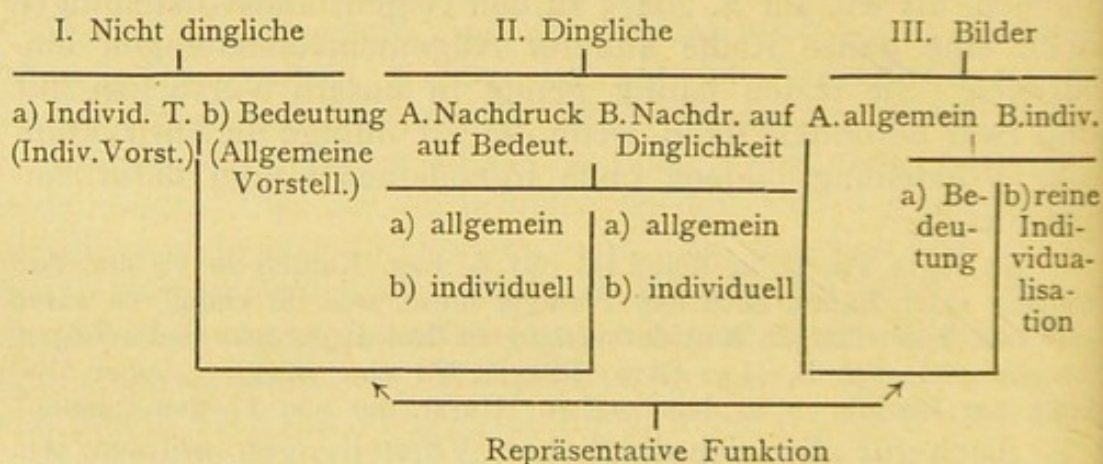 I. Nicht dingliche II. Dingliche III. Bilder
a) Individ. T. b) Bedeutung A. Nachdruck B. Nachdr. auf A. allgemein B. indiv.
(Indiv. Vorst.) (Allgemeine auf Bedeut. Dinglichkeit
Vorstell.) a) Be- b) reine
a) allgemein a) allgemein deu- Indi-
tung vidua-
b) individuell b) individuell lisa-
tion
Repräsentative Funktion